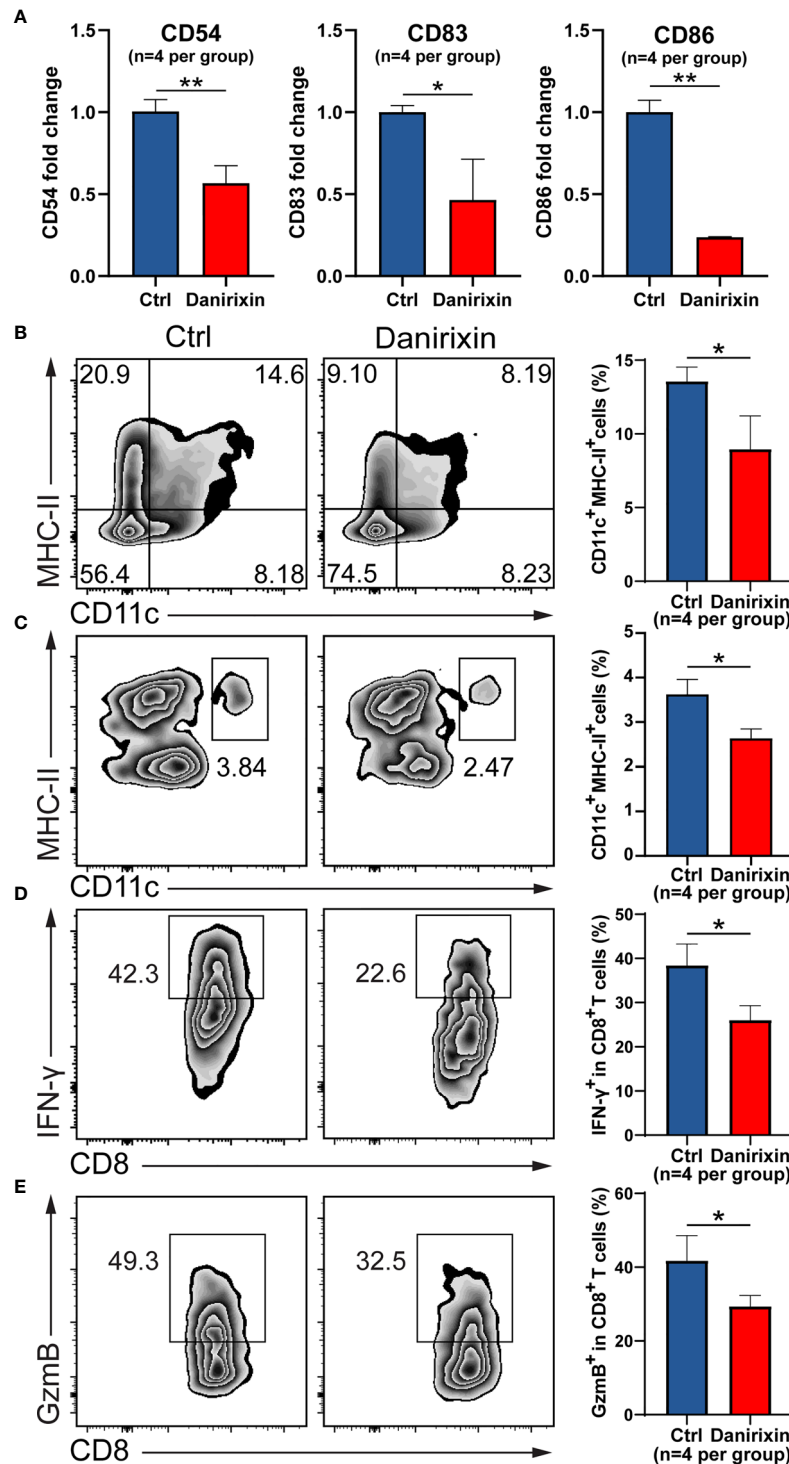 A
CD54
(n=4 per group)
**
CD54 fold change
1.5
1.0
0.5
0.0
Ctrl Danirixin
CD83
(n=4 per group)
*
CD83 fold change
1.5
1.0
0.5
0.0
Ctrl Danirixin
CD86
(n=4 per group)
**
CD86 fold change
1.5
1.0
0.5
0.0
Ctrl Danirixin
B
Ctrl
Danirixin
MHC-II
20.9 14.6
56.4 8.18
9.10 8.19
74.5 8.23
CD11c
CD11c⁺MHC-II⁺cells (%)
15
13
10
5
0
*
Ctrl Danirixin
(n=4 per group)
C
MHC-II
3.84
2.47
CD11c
CD11c⁺MHC-II⁺cells (%)
5
4
3
2
1
0
*
Ctrl Danirixin
(n=4 per group)
D
IFN-γ
42.3
22.6
CD8
IFN-γ⁺ in CD8⁺T cells (%)
50
40
30
20
10
0
*
Ctrl Danirixin
(n=4 per group)
E
GzmB
49.3
32.5
CD8
GzmB⁺ in CD8⁺T cells (%)
60
40
20
0
*
Ctrl Danirixin
(n=4 per group)